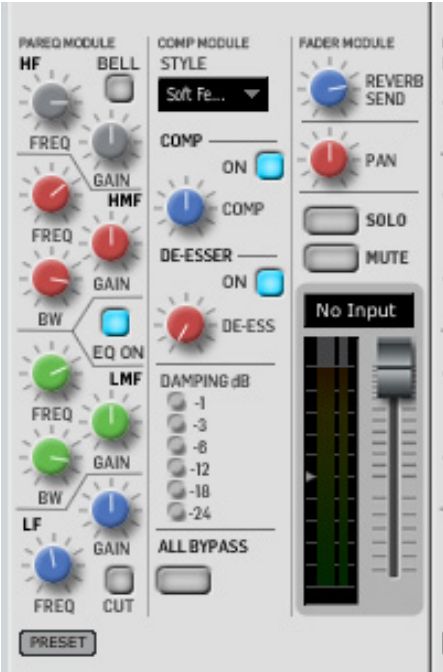 PAREQ MODULE
HF
BELL
FREQ
GAIN
HMF
FREQ
GAIN
BW
EQ ON
LMF
FREQ
GAIN
BW
LF
GAIN
FREQ
CUT
PRESET
COMP MODULE
STYLE
Soft Fe...
COMP
ON
COMP
DE-ESSER
ON
DE-ESS
DAMPING dB
-1
-3
-6
-12
-18
-24
ALL BYPASS
FADER MODULE
REVERB
SEND
PAN
SOLO
MUTE
No Input